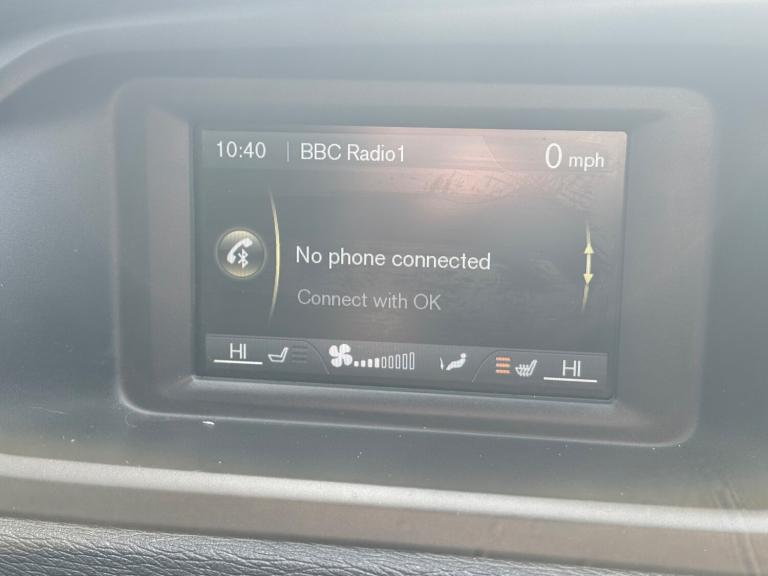 10:40 BBC Radio1 0 mph
No phone connected
Connect with OK
HI HI